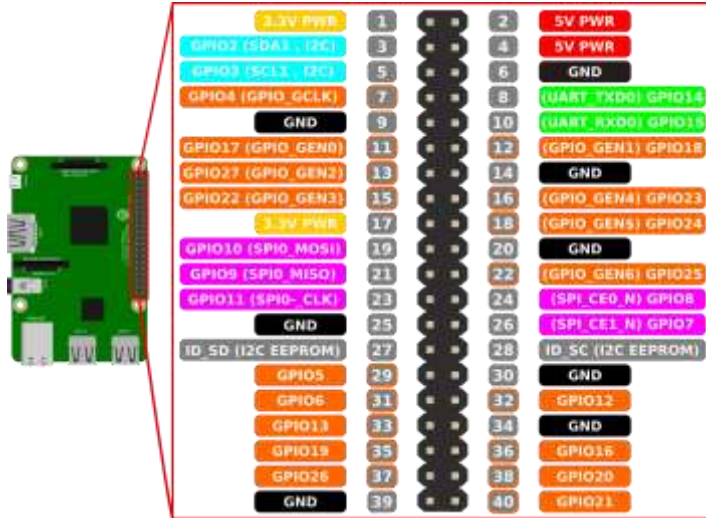 3.3V PWR 1 2 5V PWR
GPIO2 (SDA1 , I2C) 3 4 5V PWR
GPIO3 (SCL1 , I2C) 5 6 GND
GPIO4 (GPIO_GCLK) 7 8 (UART_TXD0) GPIO14
GND 9 10 (UART_RXD0) GPIO15
GPIO17 (GPIO_GEN0) 11 12 (GPIO_GEN1) GPIO18
GPIO27 (GPIO_GEN2) 13 14 GND
GPIO22 (GPIO_GEN3) 15 16 (GPIO_GEN4) GPIO23
3.3V PWR 17 18 (GPIO_GEN5) GPIO24
GPIO10 (SPI0_MOSI) 19 20 GND
GPIO9 (SPI0_MISO) 21 22 (GPIO_GEN6) GPIO25
GPIO11 (SPI0-_CLK) 23 24 (SPI_CE0_N) GPIO8
GND 25 26 (SPI_CE1_N) GPIO7
ID_SD (I2C EEPROM) 27 28 ID_SC (I2C EEPROM)
GPIO5 29 30 GND
GPIO6 31 32 GPIO12
GPIO13 33 34 GND
GPIO19 35 36 GPIO16
GPIO26 37 38 GPIO20
GND 39 40 GPIO21